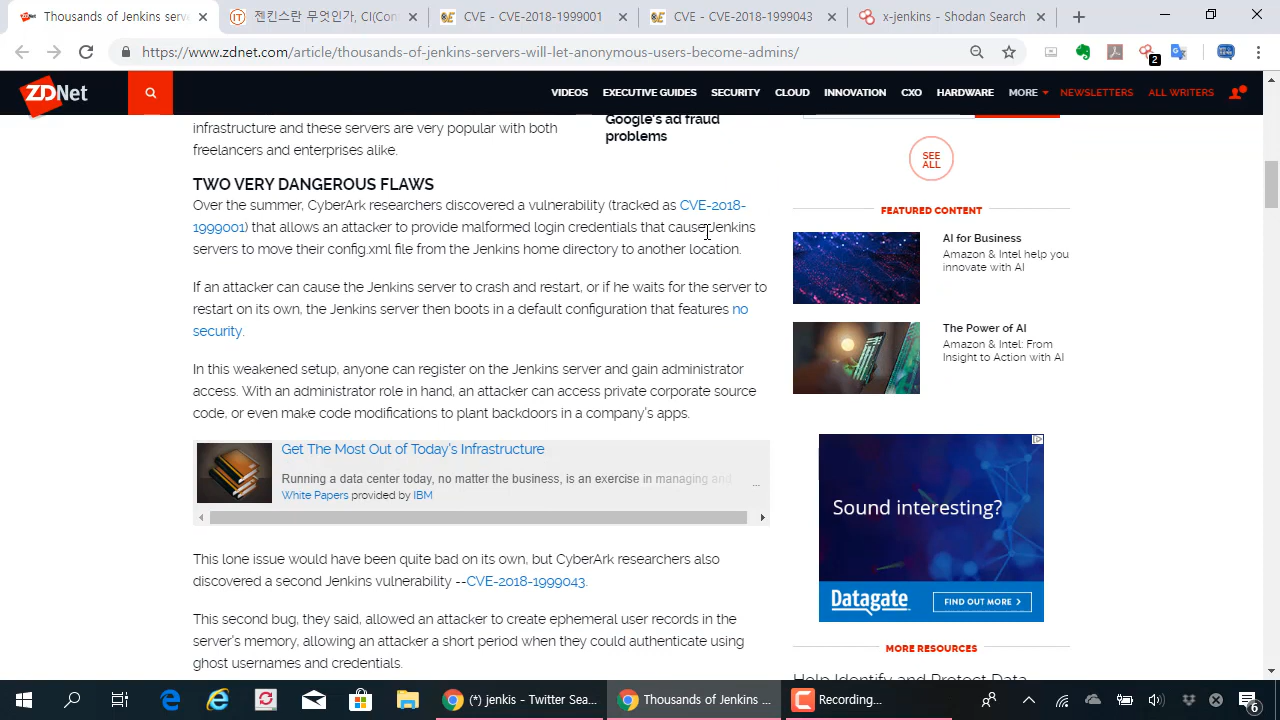 Thousands of Jenkins serv
젠킨스란 무엇인가, CI(Con
CVE-2018-1999001
CVE - CVE-2018-1999043
x-jenkins - Shodan Search
https://www.zdnet.com/article/thousands-of-jenkins-servers-will-let-anonymous-users-become-admins/
2
ZDNet
VIDEOS EXECUTIVE GUIDES SECURITY CLOUD INNOVATION CXO HARDWARE MORE NEWSLETTERS ALL WRITERS
infrastructure and these servers are very popular with both
freelancers and enterprises alike.
Google's ad fraud
problems
TWO VERY DANGEROUS FLAWS
Over the summer, CyberArk researchers discovered a vulnerability (tracked as CVE-2018-
1999001) that allows an attacker to provide malformed login credentials that cause Jenkins
servers to move their config.xml file from the Jenkins home directory to another location.
If an attacker can cause the Jenkins server to crash and restart, or if he waits for the server to
restart on its own, the Jenkins server then boots in a default configuration that features no
security.
In this weakened setup, anyone can register on the Jenkins server and gain administrator
access. With an administrator role in hand, an attacker can access private corporate source
code, or even make code modifications to plant backdoors in a company's apps.
Get The Most Out of Today's Infrastructure
Running a data center today, no matter the business, is an exercise in managing and
...
White Papers provided by IBM
This lone issue would have been quite bad on its own, but CyberArk researchers also
discovered a second Jenkins vulnerability --CVE-2018-1999043.
This second bug, they said, allowed an attacker to create ephemeral user records in the
server's memory, allowing an attacker a short period when they could authenticate using
ghost usernames and credentials.
SEE
ALL
FEATURED CONTENT
AI for Business
Amazon & Intel help you
innovate with AI
The Power of AI
Amazon & Intel: From
Insight to Action with AI
Sound interesting?
Datagate
FIND OUT MORE
MORE RESOURCES
Help Identify and Protect Data
(*) jenkis - Twitter Sea...
Thousands of Jenkins ...
Recording...
6